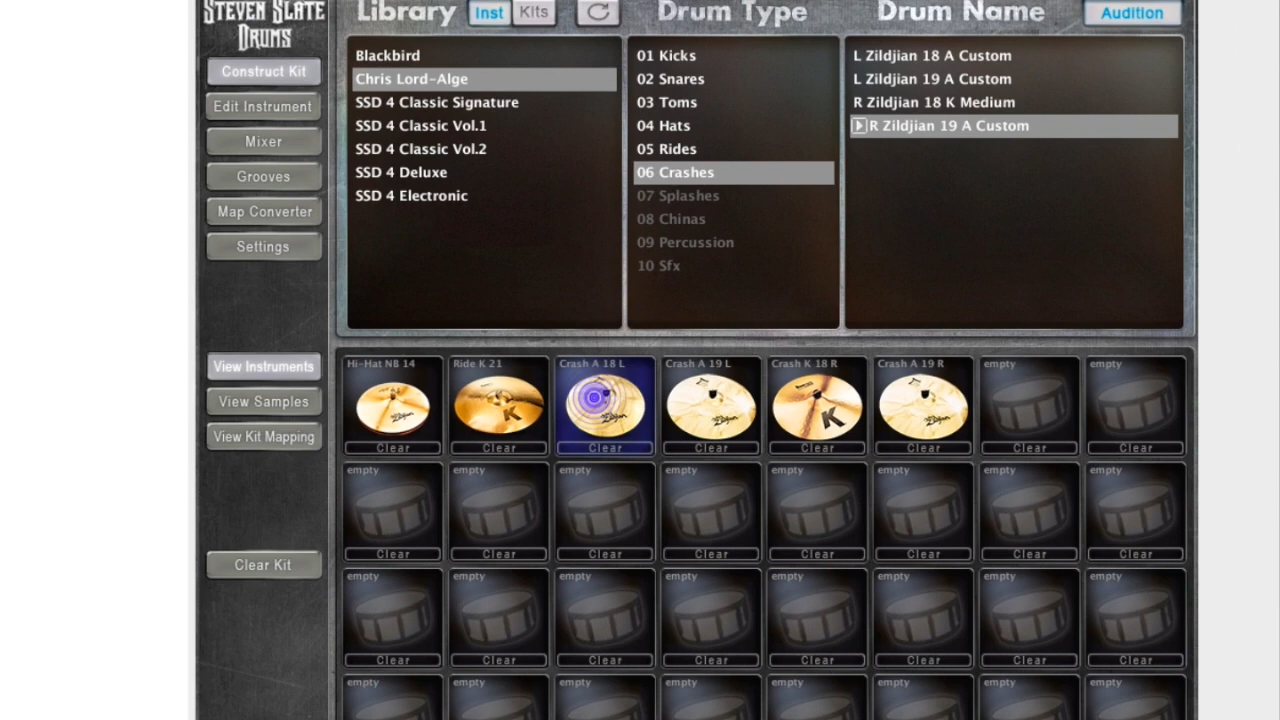 STEVEN SLATE
DRUMS
Library Inst Kits
Drum Type
Drum Name
Audition
Construct Kit
Edit Instrument
Mixer
Grooves
Map Converter
Settings
View Instruments
View Samples
View Kit Mapping
Clear Kit
Blackbird
Chris Lord-Alge
SSD 4 Classic Signature
SSD 4 Classic Vol.1
SSD 4 Classic Vol.2
SSD 4 Deluxe
SSD 4 Electronic
01 Kicks
02 Snares
03 Toms
04 Hats
05 Rides
06 Crashes
07 Splashes
08 Chinas
09 Percussion
10 Sfx
L Zildjian 18 A Custom
L Zildjian 19 A Custom
R Zildjian 18 K Medium
R Zildjian 19 A Custom
Hi-Hat NB 14 Ride K 21 Crash A 18 L Crash A 19 L Crash K 18 R Crash A 19 R empty empty
Clear Clear Clear Clear Clear Clear Clear Clear
empty empty empty empty empty empty empty empty
Clear Clear Clear Clear Clear Clear Clear Clear
empty empty empty empty empty empty empty empty
Clear Clear Clear Clear Clear Clear Clear Clear
empty empty empty empty empty empty empty empty